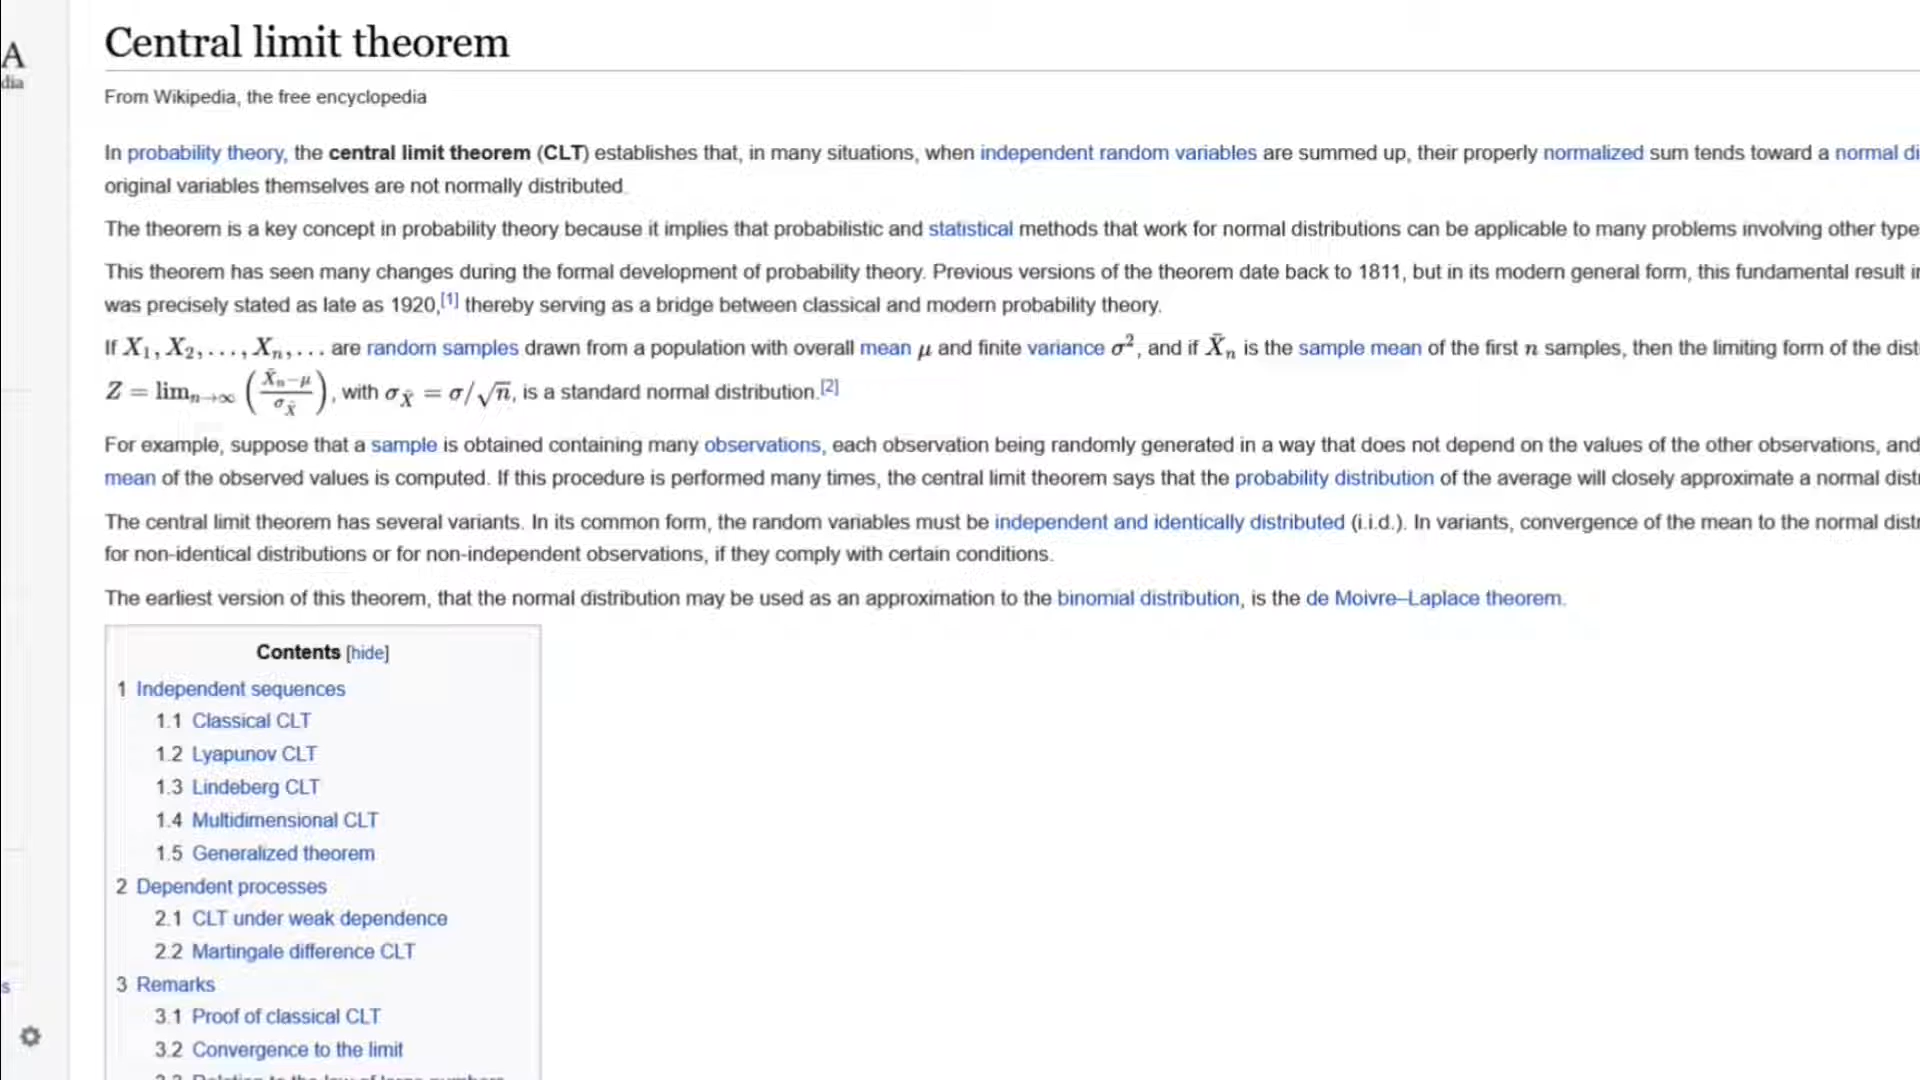 A
dia
Central limit theorem
From Wikipedia, the free encyclopedia
In probability theory, the central limit theorem (CLT) establishes that, in many situations, when independent random variables are summed up, their properly normalized sum tends toward a normal di
original variables themselves are not normally distributed.
The theorem is a key concept in probability theory because it implies that probabilistic and statistical methods that work for normal distributions can be applicable to many problems involving other type
This theorem has seen many changes during the formal development of probability theory. Previous versions of the theorem date back to 1811, but in its modern general form, this fundamental result in
was precisely stated as late as 1920,[1] thereby serving as a bridge between classical and modern probability theory.
If X₁, X₂, . . . , Xₙ, . . . are random samples drawn from a population with overall mean μ and finite variance σ², and if X̄ₙ is the sample mean of the first n samples, then the limiting form of the dist
Z = limₙ→∞ ( (X̄ₙ−μ) / σ_X̄ ), with σ_X̄ = σ/√n, is a standard normal distribution.[2]
For example, suppose that a sample is obtained containing many observations, each observation being randomly generated in a way that does not depend on the values of the other observations, and
mean of the observed values is computed. If this procedure is performed many times, the central limit theorem says that the probability distribution of the average will closely approximate a normal distr
The central limit theorem has several variants. In its common form, the random variables must be independent and identically distributed (i.i.d.). In variants, convergence of the mean to the normal distr
for non-identical distributions or for non-independent observations, if they comply with certain conditions.
The earliest version of this theorem, that the normal distribution may be used as an approximation to the binomial distribution, is the de Moivre–Laplace theorem.
Contents [hide]
1 Independent sequences
1.1 Classical CLT
1.2 Lyapunov CLT
1.3 Lindeberg CLT
1.4 Multidimensional CLT
1.5 Generalized theorem
2 Dependent processes
2.1 CLT under weak dependence
2.2 Martingale difference CLT
3 Remarks
s
3.1 Proof of classical CLT
3.2 Convergence to the limit
3.3 Relation to the law of large numbers